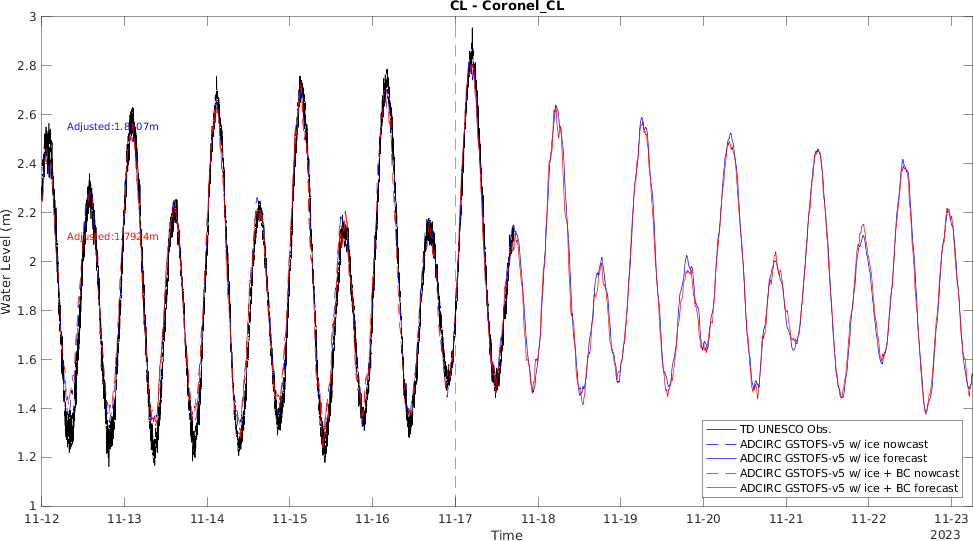 CL - Coronel_CL
3
2.8
2.6
2.4
2.2
2
1.8
1.6
1.4
1.2
1
Water Level (m)
Adjusted:1.8107m
Adjusted:1.7924m
TD UNESCO Obs.
ADCIRC GSTOFS-v5 w/ ice nowcast
ADCIRC GSTOFS-v5 w/ ice forecast
ADCIRC GSTOFS-v5 w/ ice + BC nowcast
ADCIRC GSTOFS-v5 w/ ice + BC forecast
11-12 11-13 11-14 11-15 11-16 11-17 11-18 11-19 11-20 11-21 11-22 11-23
Time
2023